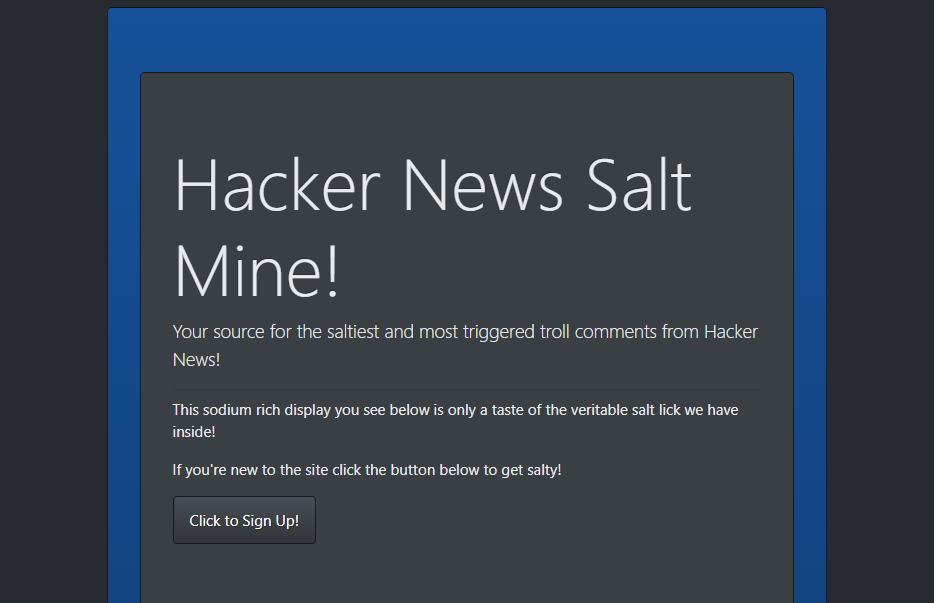 Hacker News Salt
Mine!
Your source for the saltiest and most triggered troll comments from Hacker
News!
This sodium rich display you see below is only a taste of the veritable salt lick we have
inside!
If you're new to the site click the button below to get salty!
Click to Sign Up!